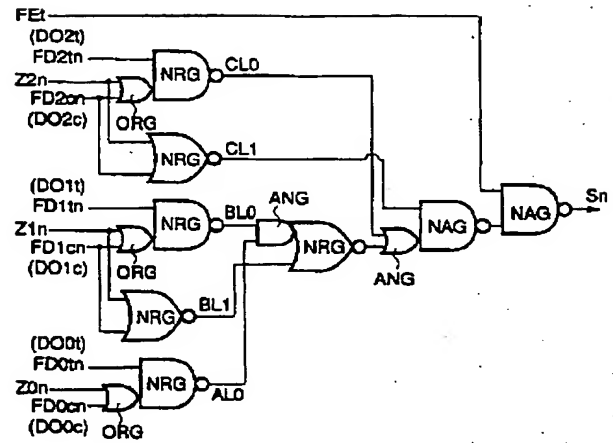 FEt
(DO2t)
FD2tn
Z2n
FD2cn
(DO2c)
ORG
NRG
CL0
NRG
CL1
(DO1t)
FD1tn
Z1n
FD1cn
(DO1c)
ORG
NRG
BL0
ANG
NRG
NRG
BL1
ANG
NAG
NAG
Sn
(DO0t)
FD0tn
Z0n
FD0cn
(DO0c)
ORG
NRG
AL0